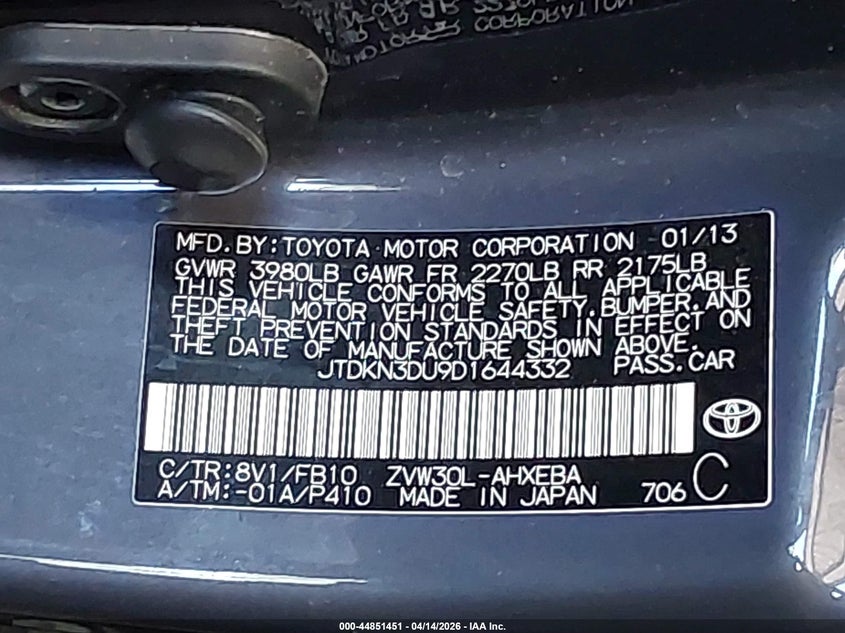 MFD.BY:TOYOTA MOTOR CORPORATION 01/13
GVWR 3980LB GAWR FR 2270LB RR 2175LB
THIS VEHICLE CONFORMS TO ALL APPLICABLE
FEDERAL MOTOR VEHICLE SAFETY,BUMPER,AND
THEFT PREVENTION STANDARDS IN EFFECT ON
THE DATE OF MANUFACTURE SHOWN ABOVE.
JTDKN3DU9D1644332 PASS.CAR
C/TR:8V1/FB10 ZVW30L-AHXEBA
A/TM:-01A/P410 MADE IN JAPAN 706 C
000-44851451 - 04/14/2026 - IAA Inc.